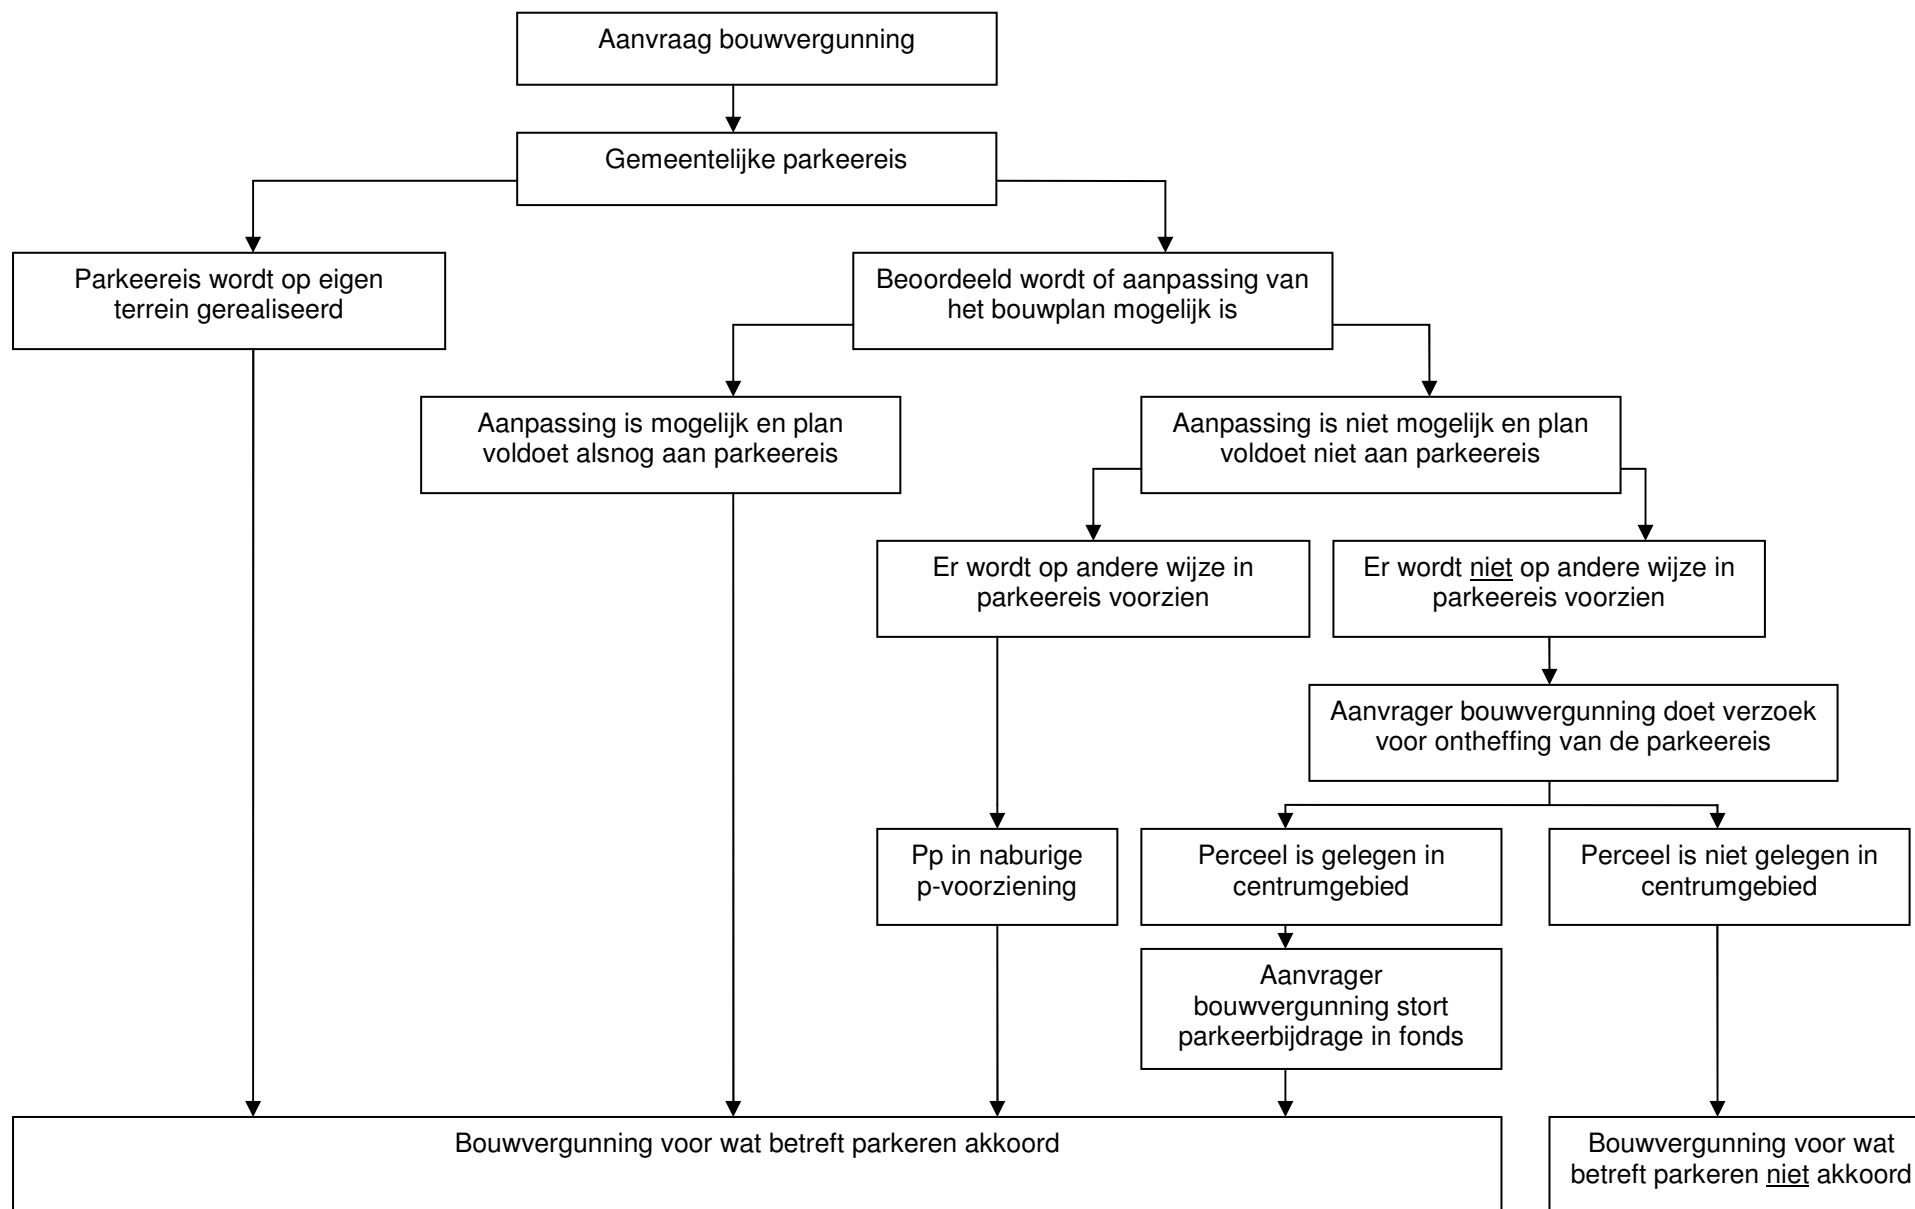 Aanvraag bouwvergunning
Gemeentelijke parkeereis
Parkeereis wordt op eigen
terrein gerealiseerd
Beoordeeld wordt of aanpassing van
het bouwplan mogelijk is
Aanpassing is mogelijk en plan
voldoet alsnog aan parkeereis
Aanpassing is niet mogelijk en plan
voldoet niet aan parkeereis
Er wordt op andere wijze in
parkeereis voorzien
Er wordt niet op andere wijze in
parkeereis voorzien
Aanvrager bouwvergunning doet verzoek
voor ontheffing van de parkeereis
Pp in naburige
p-voorziening
Perceel is gelegen in
centrumgebied
Perceel is niet gelegen in
centrumgebied
Aanvrager
bouwvergunning stort
parkeerbijdrage in fonds
Bouwvergunning voor wat betreft parkeren akkoord
Bouwvergunning voor wat
betreft parkeren niet akkoord